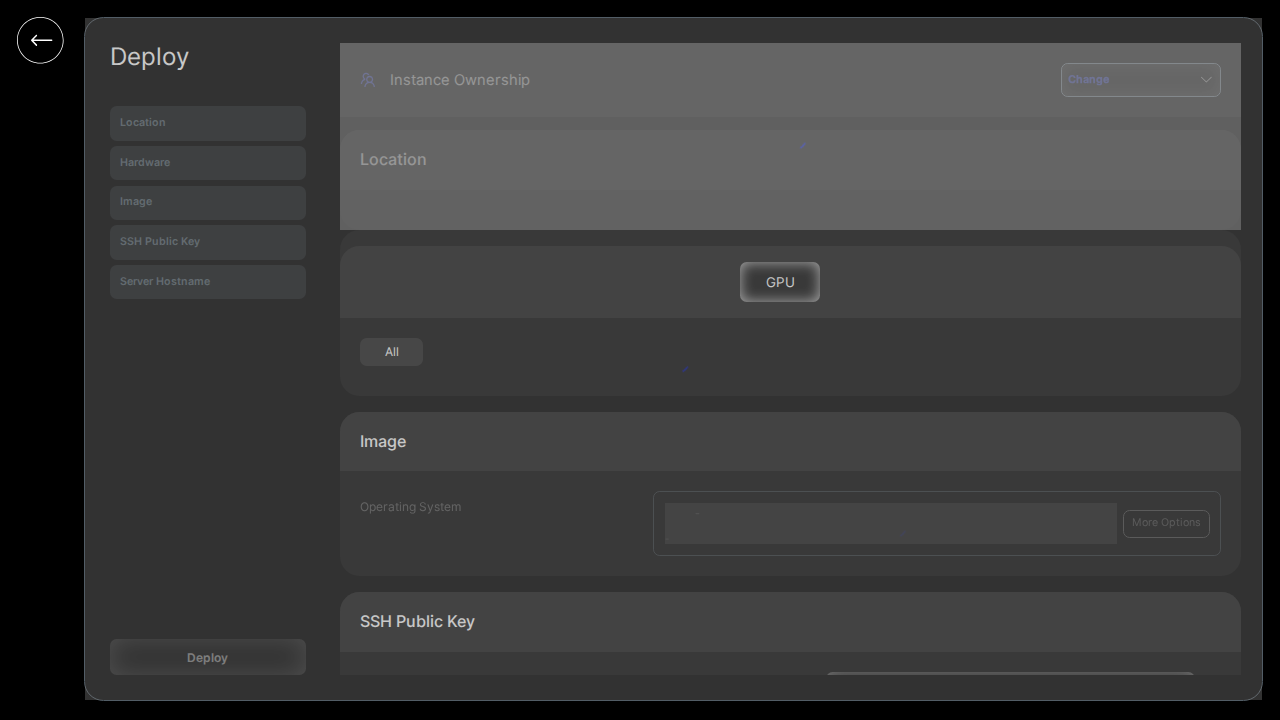 Deploy
Location
Hardware
Image
SSH Public Key
Server Hostname
Deploy
Instance Ownership
Change
Location
GPU
All
Image
Operating System
More Options
SSH Public Key